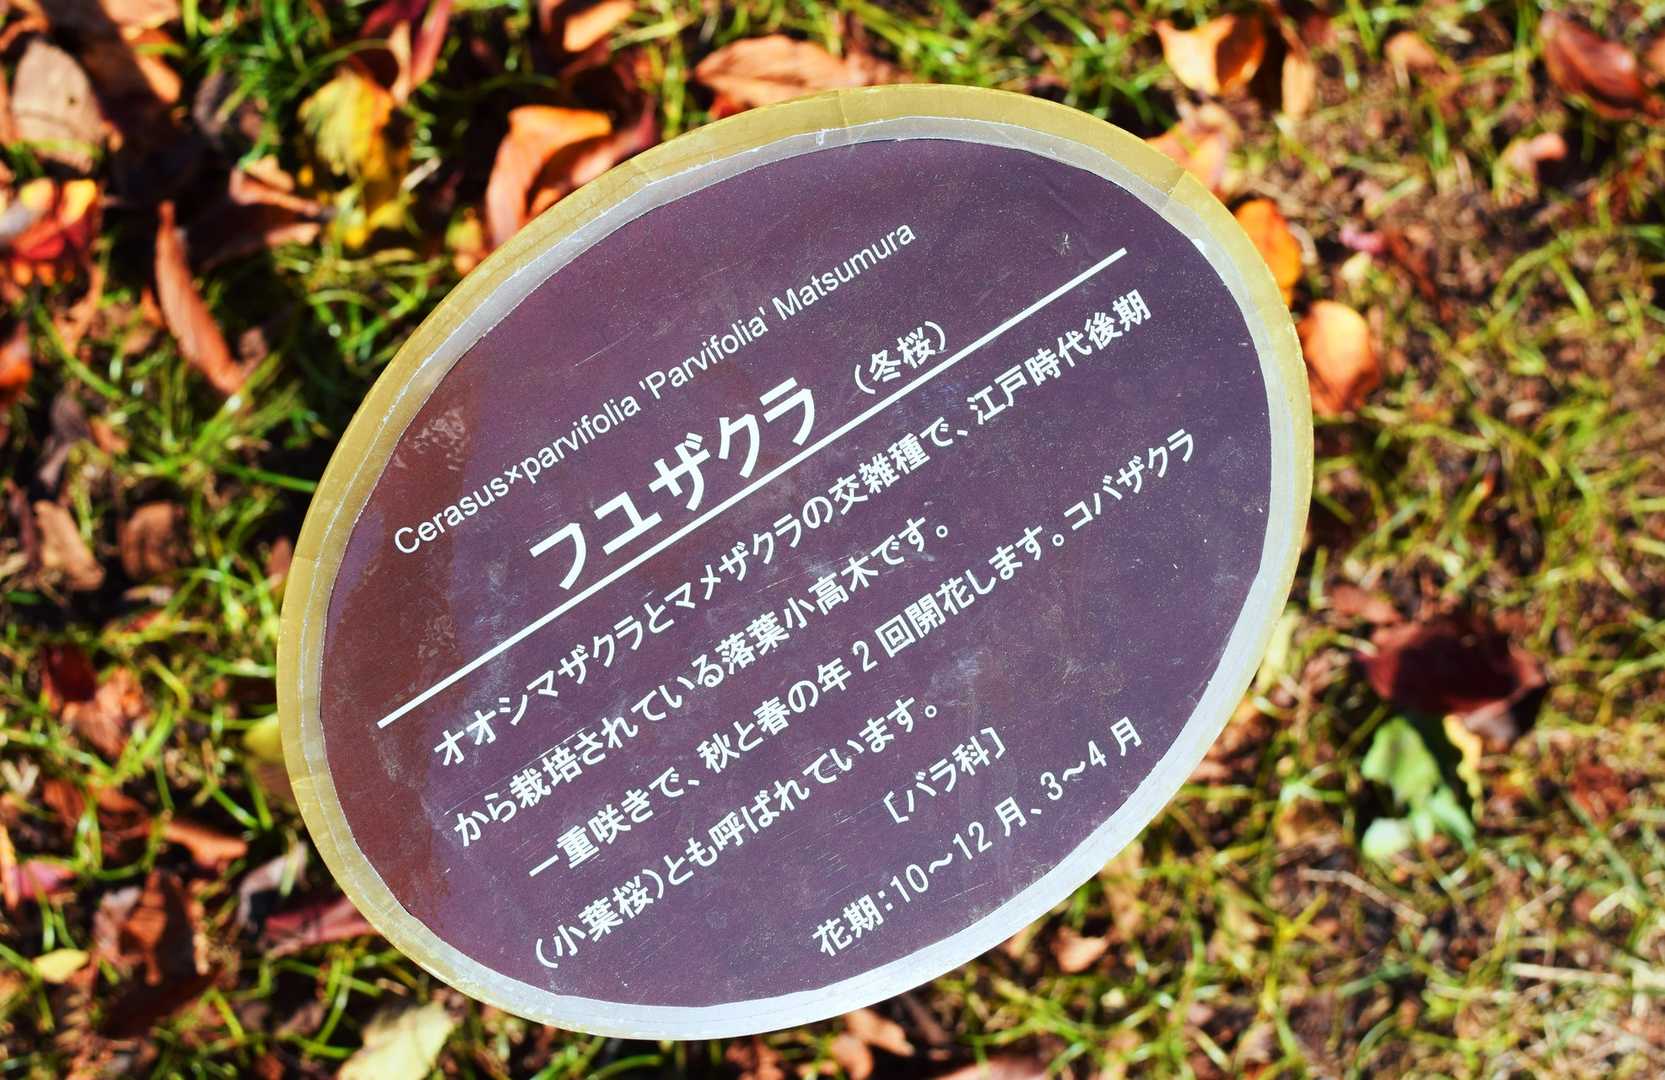 Cerasus×parvifolia 'Parvifolia' Matsumura
フユザクラ （冬桜）
オオシマザクラとマメザクラの交雑種で、江戸時代後期
から栽培されている落葉小高木です。
一重咲きで、秋と春の年2回開花します。コバザクラ
（小葉桜）とも呼ばれています。
［バラ科］
花期：10〜12月、3〜4月